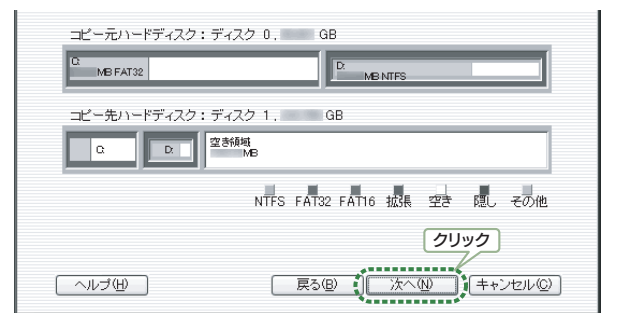 コピー元ハードディスク：ディスク 0, GB
C:
MB FAT32
D:
MB NTFS
コピー先ハードディスク：ディスク 1, GB
C:
D:
空き領域
MB
NTFS FAT32 FAT16 拡張 空き 隠し その他
クリック
ヘルプ(H) 戻る(B) 次へ(N) キャンセル(C)